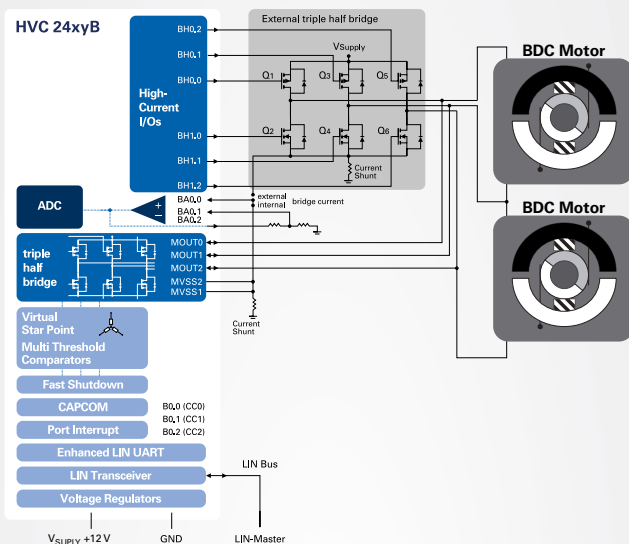 HVC 24xyB
External triple half bridge
VSupply
BH0.2
BH0.1
BH0.0
High-
Current
I/Os
BH1.0
BH1.1
BH1.2
Q1
Q3
Q5
Q2
Q4
Q6
Current
Shunt
BDC Motor
BDC Motor
ADC
+
−
BA0.0
BA0.1
BA0.2
external
internal
bridge current
triple
half
bridge
MOUT0
MOUT1
MOUT2
MVSS2
MVSS1
Current
Shunt
Virtual
Star Point
Multi Threshold
Comparators
Fast Shutdown
CAPCOM
Port Interrupt
B0.0 (CC0)
B0.1 (CC1)
B0.2 (CC2)
Enhanced LIN UART
LIN Transceiver
Voltage Regulators
LIN Bus
VSUPLY +12 V
GND
LIN-Master